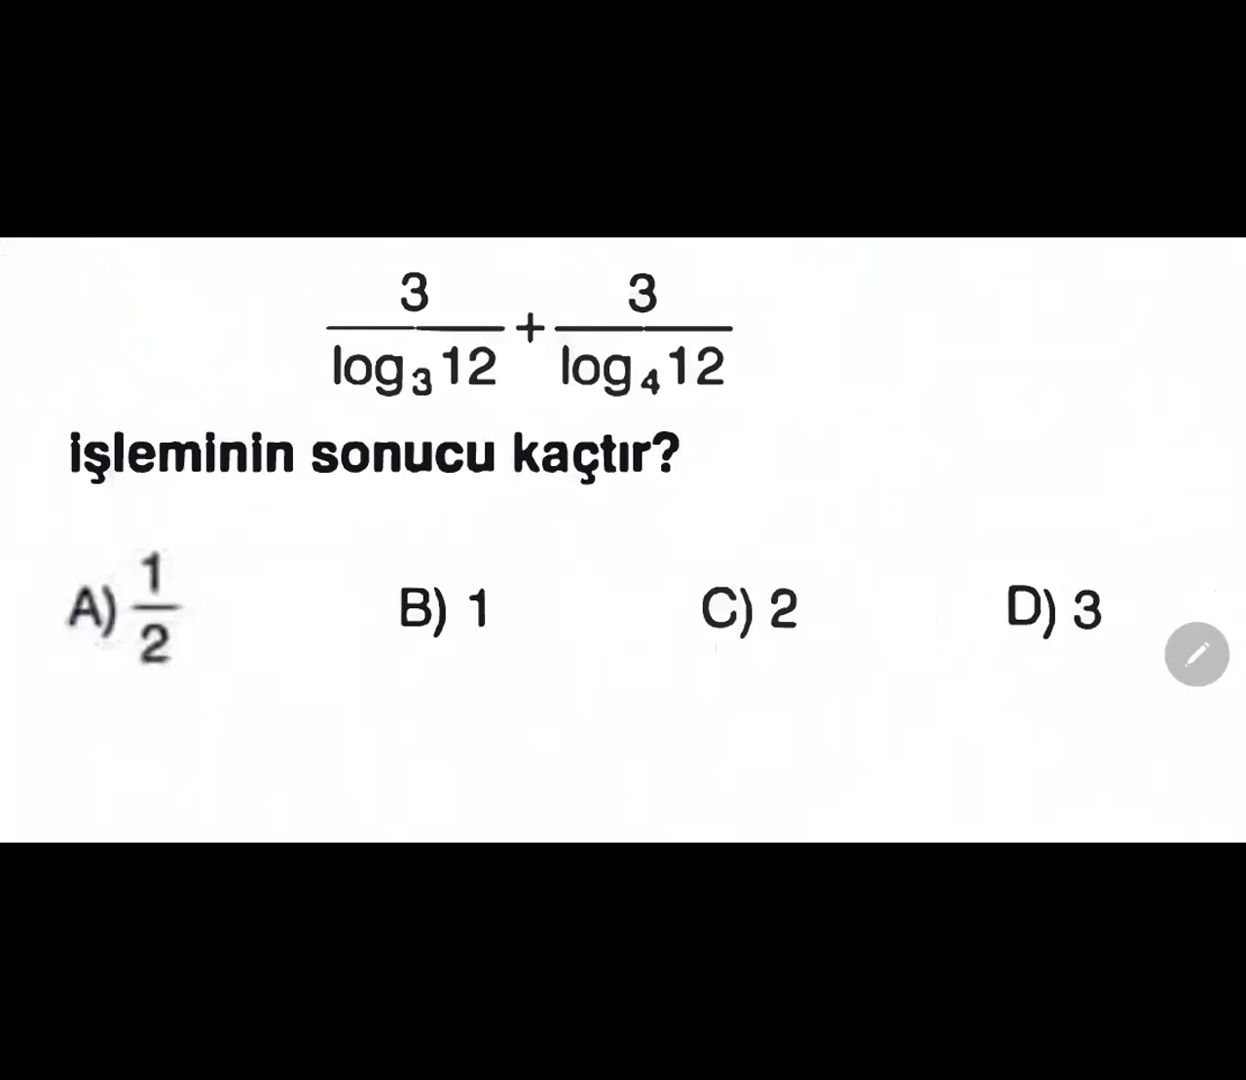 3/log₃12 + 3/log₄12
işleminin sonucu kaçtır?
A) 1/2 B) 1 C) 2 D) 3